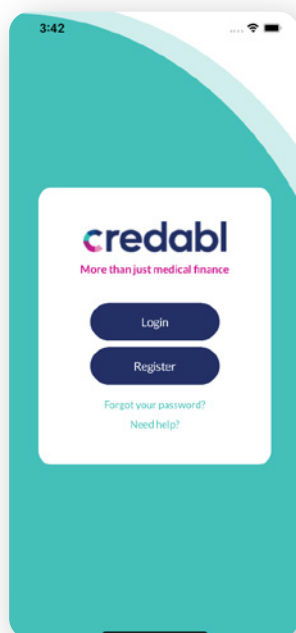 3:42
credabl
More than just medical finance
Login
Register
Forgot your password?
Need help?